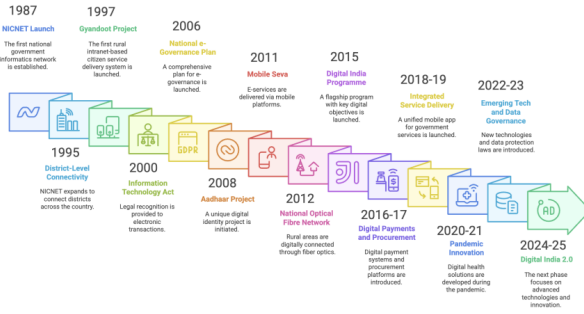 1987
NICNET Launch
The first national
government
informatics network
is established.
1997
Gyandoot Project
The first rural
intranet-based
citizen service
delivery system is
launched.
2006
National e-
Governance Plan
A comprehensive
plan for e-
governance is
launched.
2011
Mobile Seva
E-services are
delivered via mobile
platforms.
2015
Digital India
Programme
A flagship program
with key digital
objectives is
launched.
2018-19
Integrated
Service Delivery
A unified mobile app
for government
services is launched.
2022-23
Emerging Tech
and Data
Governance
New technologies
and data protection
laws are introduced.
GDPR
AD
1995
District-Level
Connectivity
NICNET expands to
connect districts
across the country.
2000
Information
Technology Act
Legal recognition is
provided to
electronic
transactions.
2008
Aadhaar Project
A unique digital
identity project is
initiated.
2012
National Optical
Fibre Network
Rural areas are
digitally connected
through fiber optics.
2016-17
Digital Payments
and Procurement
Digital payment
systems and
procurement
platforms are
introduced.
2020-21
Pandemic
Innovation
Digital health
solutions are
developed during
the pandemic.
2024-25
Digital India 2.0
The next phase
focuses on
advanced
technologies and
innovation.